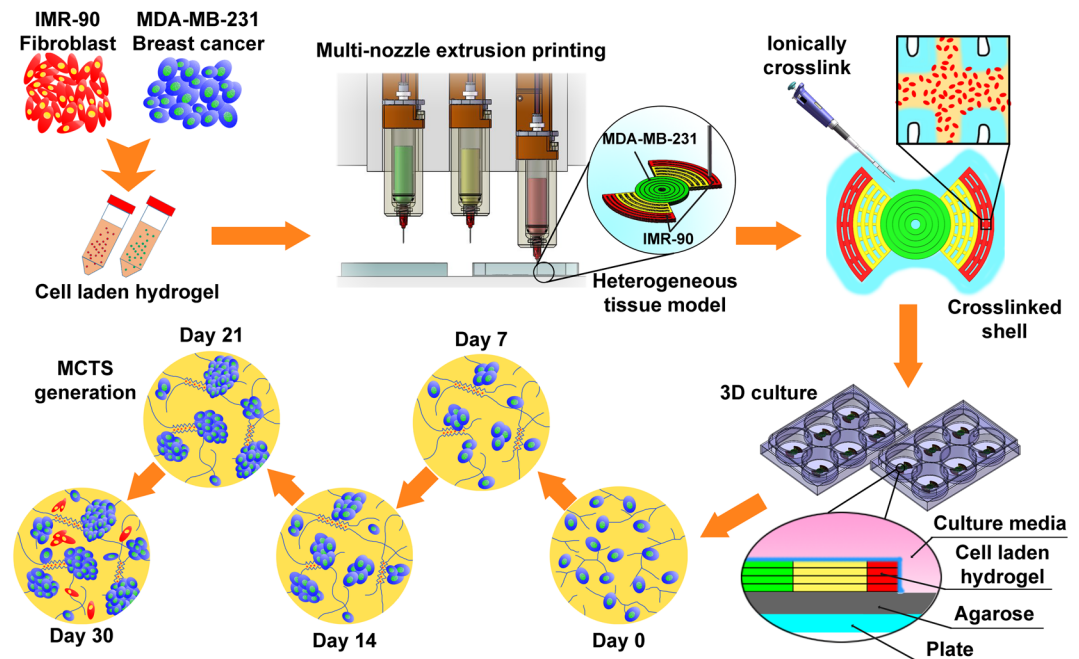 IMR-90
Fibroblast
MDA-MB-231
Breast cancer
Cell laden hydrogel
Multi-nozzle extrusion printing
MDA-MB-231
IMR-90
Heterogeneous
tissue model
Ionically
crosslink
Crosslinked
shell
3D culture
Culture media
Cell laden
hydrogel
Agarose
Plate
Day 0
Day 7
Day 14
Day 21
Day 30
MCTS
generation